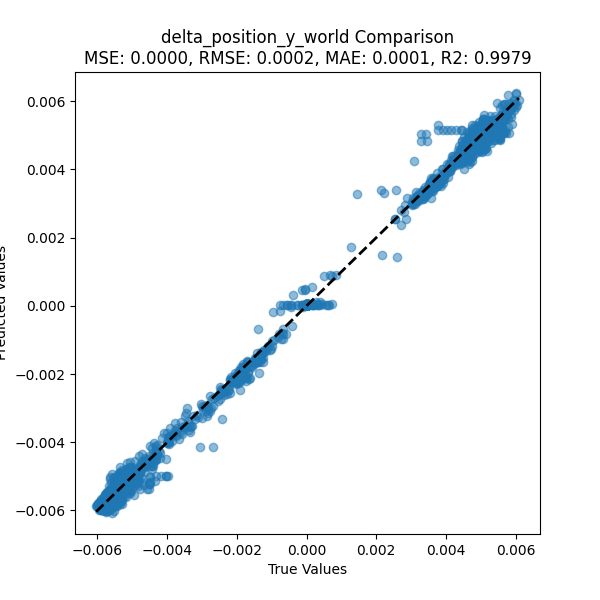 delta_position_y_world Comparison
MSE: 0.0000, RMSE: 0.0002, MAE: 0.0001, R2: 0.9979
0.006
0.004
0.002
0.000
−0.002
−0.004
−0.006
Predicted Values
−0.006 −0.004 −0.002 0.000 0.002 0.004 0.006
True Values